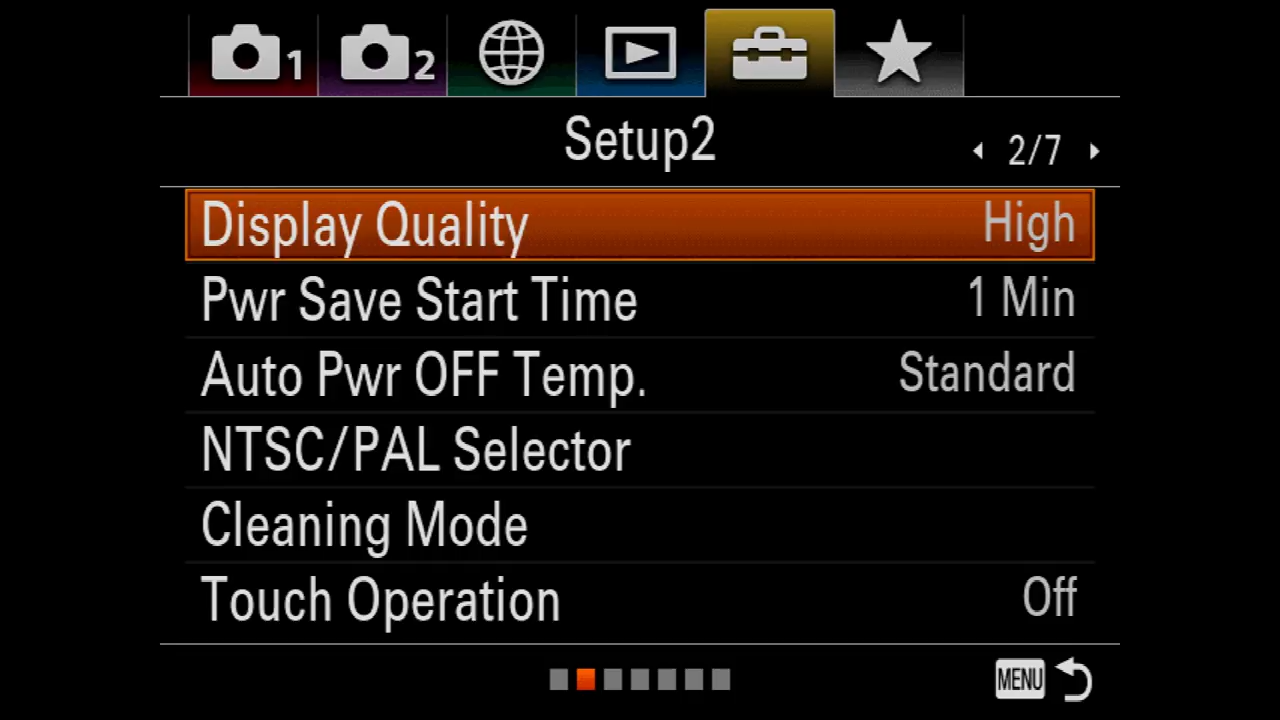 1 2
Setup2 2/7
Display Quality High
Pwr Save Start Time 1 Min
Auto Pwr OFF Temp. Standard
NTSC/PAL Selector
Cleaning Mode
Touch Operation Off
MENU